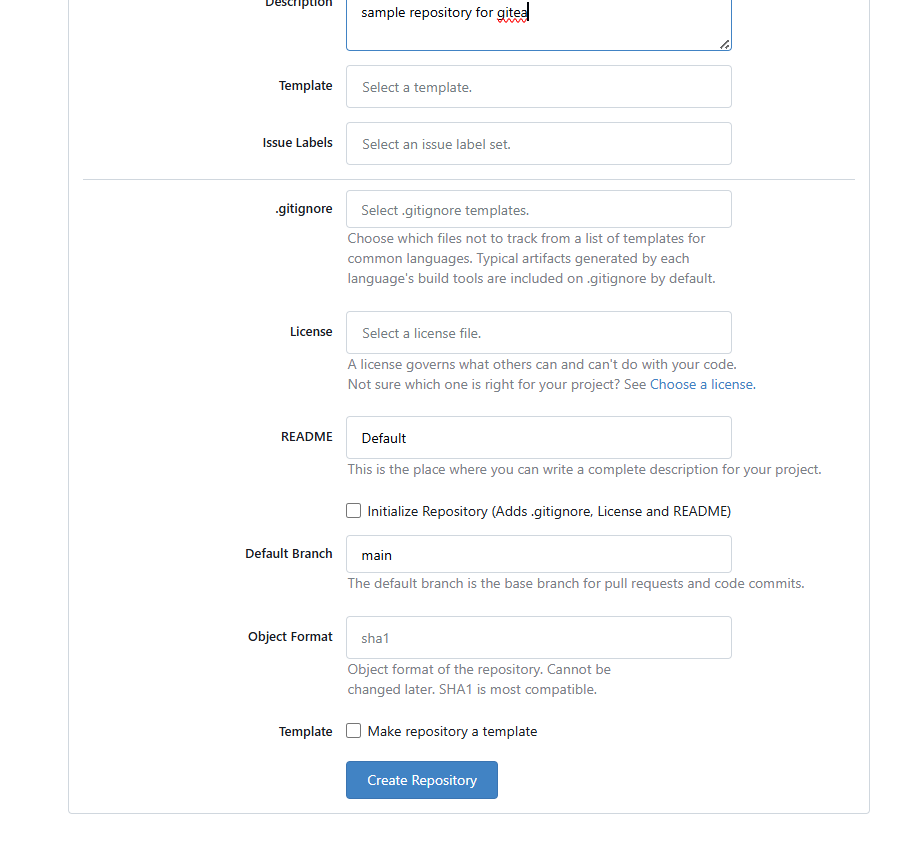 Description
sample repository for gitea
Template
Select a template.
Issue Labels
Select an issue label set.
.gitignore
Select .gitignore templates.
Choose which files not to track from a list of templates for
common languages. Typical artifacts generated by each
language's build tools are included on .gitignore by default.
License
Select a license file.
A license governs what others can and can't do with your code.
Not sure which one is right for your project? See Choose a license.
README
Default
This is the place where you can write a complete description for your project.
Initialize Repository (Adds .gitignore, License and README)
Default Branch
main
The default branch is the base branch for pull requests and code commits.
Object Format
sha1
Object format of the repository. Cannot be
changed later. SHA1 is most compatible.
Template
Make repository a template
Create Repository